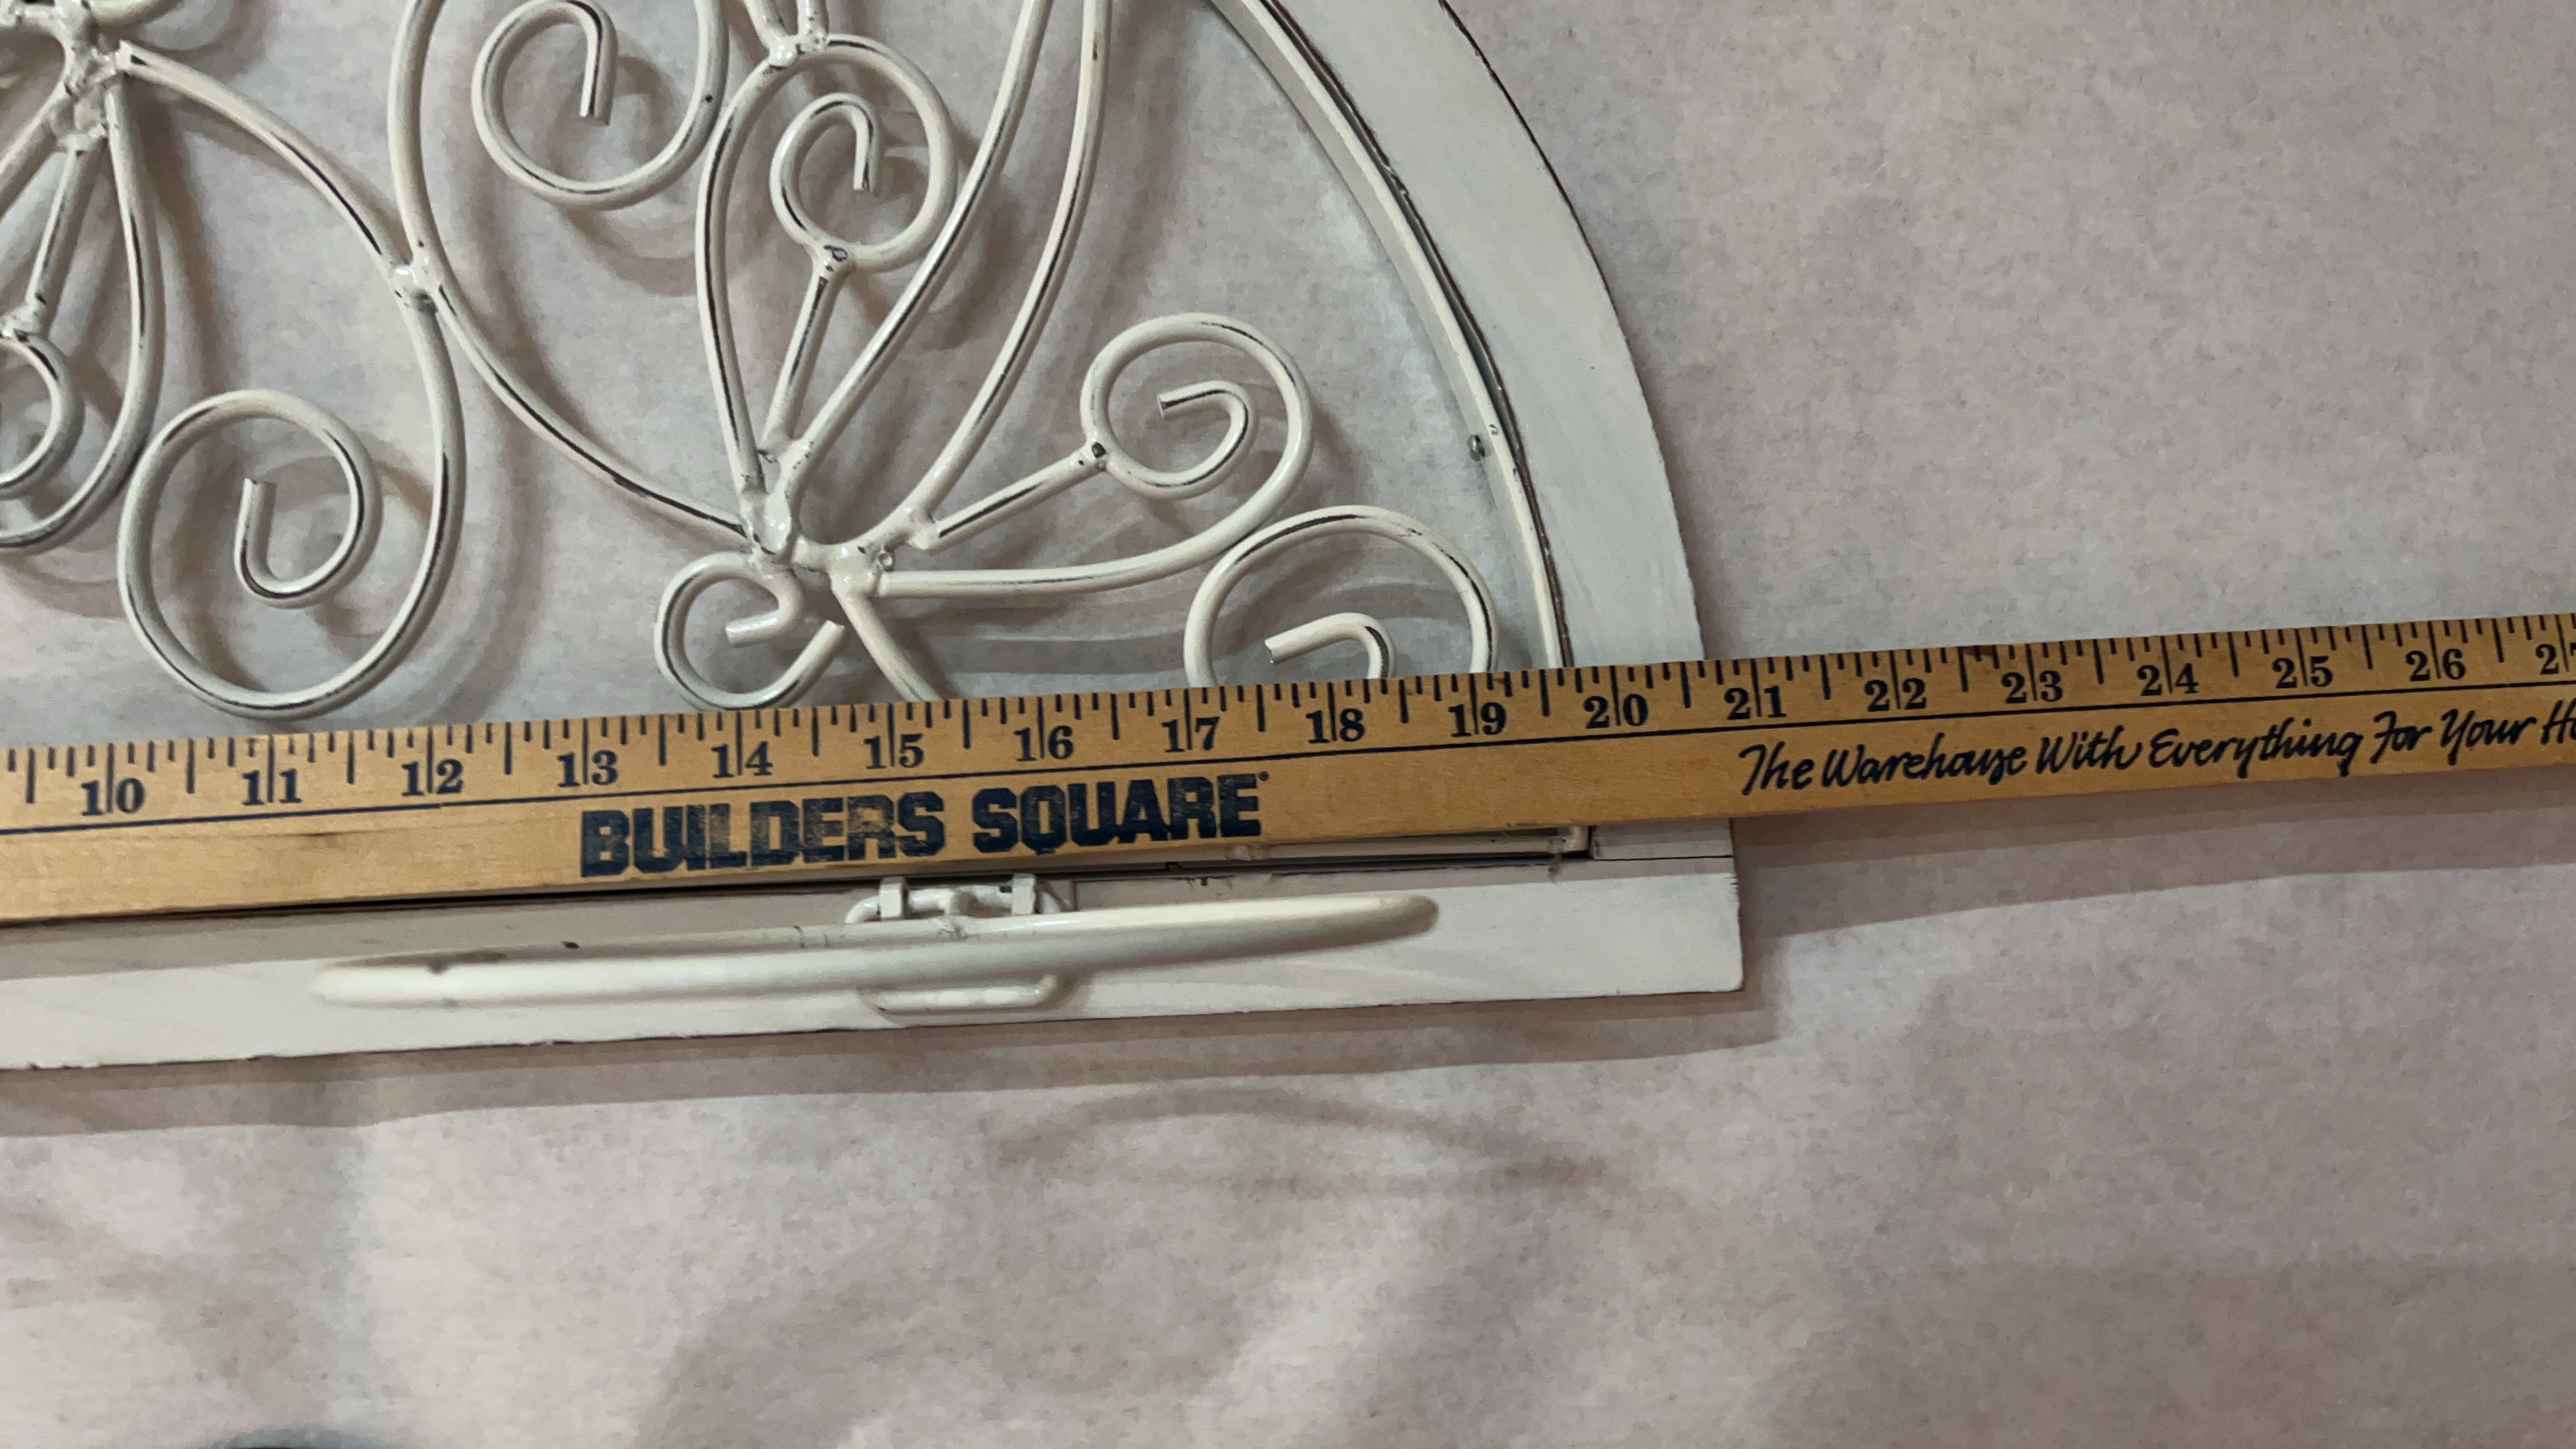 10 11 12 13 14 15 16 17 18 19 20 21 22 23 24 25 26
BUILDERS SQUARE
The Warehouse With Everything For Your